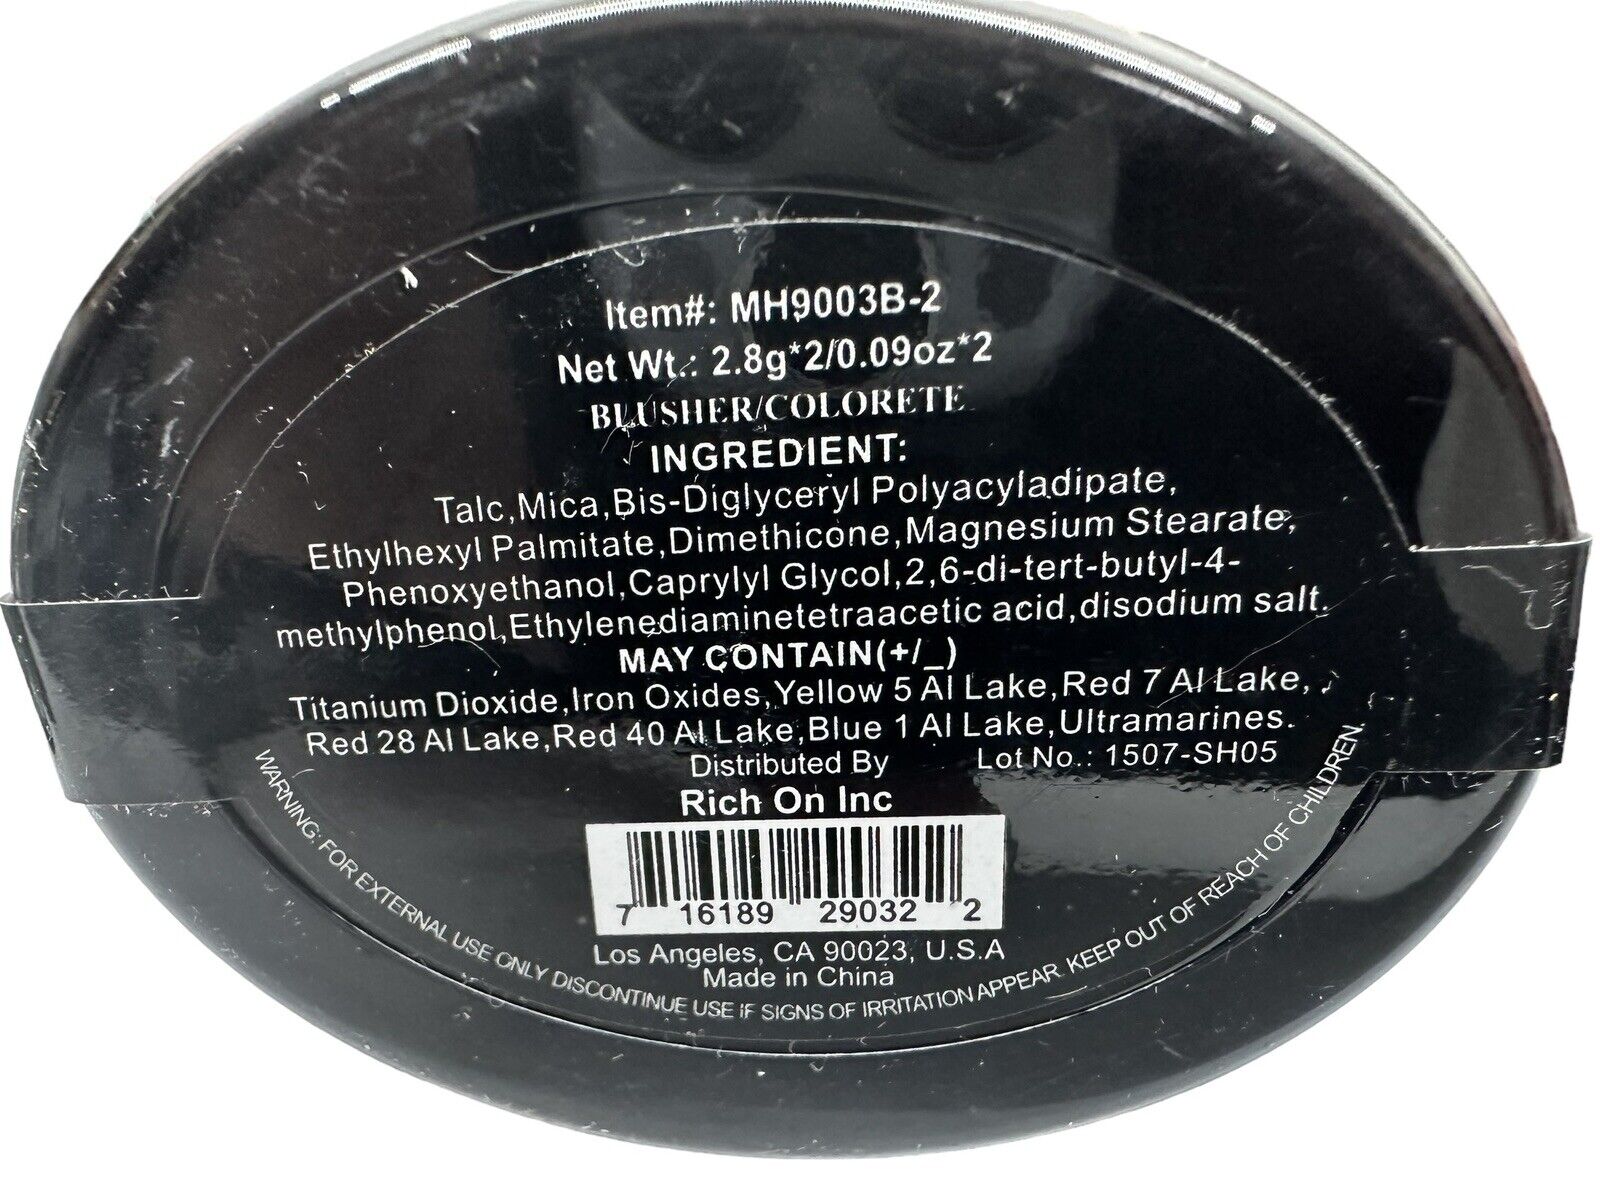 Item#: MH9003B-2
Net Wt.: 2.8g*2/0.09oz*2
BLUSHER/COLORETE
INGREDIENT:
Talc,Mica,Bis-Diglyceryl Polyacyladipate,
Ethylhexyl Palmitate,Dimethicone,Magnesium Stearate,
Phenoxyethanol,Caprylyl Glycol,2,6-di-tert-butyl-4-
methylphenol,Ethylenediaminetetraacetic acid,disodium salt.
MAY CONTAIN(+/_)
Titanium Dioxide,Iron Oxides,Yellow 5 Al Lake,Red 7 Al Lake,
Red 28 Al Lake,Red 40 Al Lake,Blue 1 Al Lake,Ultramarines.
Distributed By Lot No.: 1507-SH05
Rich On Inc
7 16189 29032 2
Los Angeles, CA 90023, U.S.A
Made in China
WARNING: FOR EXTERNAL USE ONLY DISCONTINUE USE IF SIGNS OF IRRITATION APPEAR KEEP OUT OF REACH OF CHILDREN.